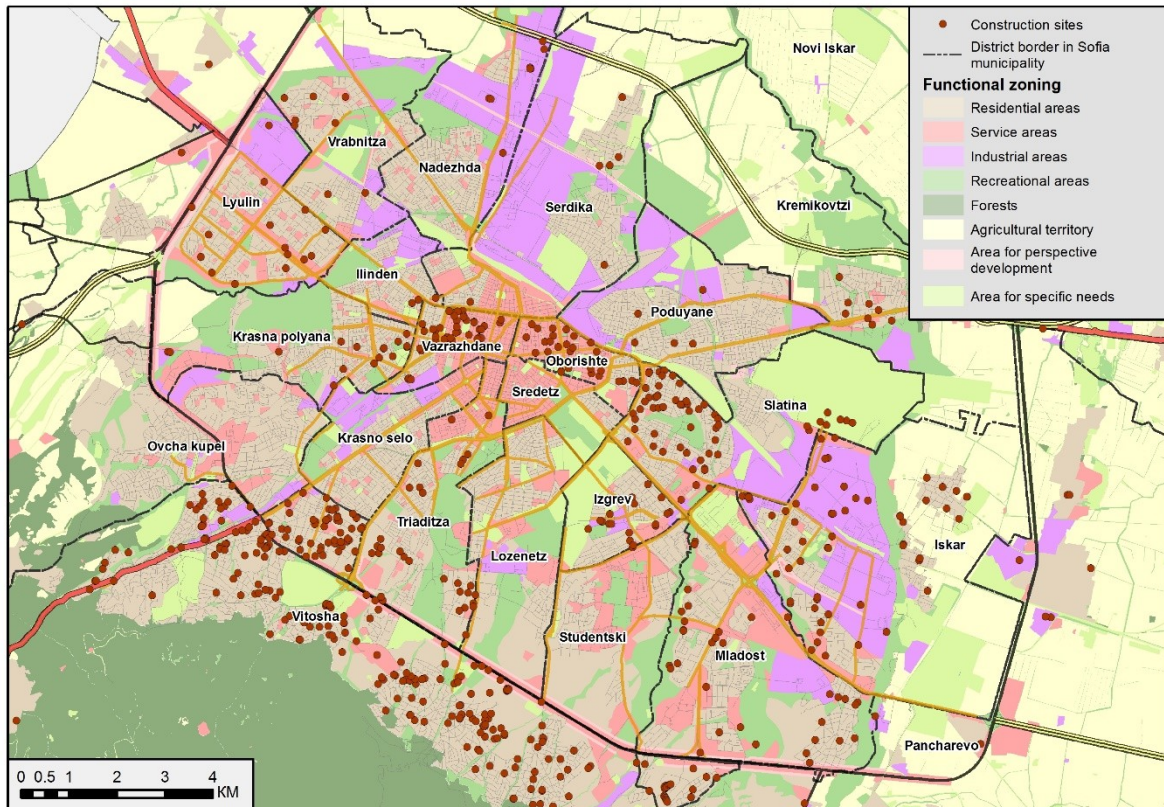 Novi Iskar
Vrabnitza
Nadezhda
Lyulin
Serdika
Kremikovtzi
Ilinden
Krasna polyana
Vazrazhdane
Poduyane
Oborishte
Sredetz
Slatina
Krasno selo
Ovcha kupel
Izgrev
Triaditza
Lozenetz
Iskar
Vitosha
Studentski
Mladost
Pancharevo
Construction sites
District border in Sofia
municipality
Functional zoning
Residential areas
Service areas
Industrial areas
Recreational areas
Forests
Agricultural territory
Area for perspective
development
Area for specific needs
0 0.5 1 2 3 4
KM